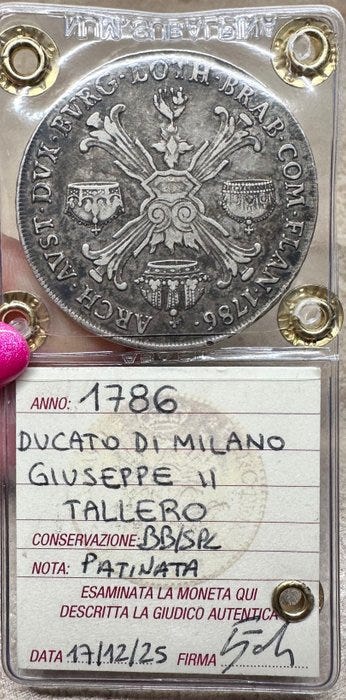 ARCH·AVST·DVX·BVRG·LOTH·BRAB·COM·FLAN·1786·
ANNO: 1786
DUCATO DI MILANO
GIUSEPPE II
TALLERO
CONSERVAZIONE: BB/SPL
NOTA: PATINATA
ESAMINATA LA MONETA QUI
DESCRITTA LA GIUDICO AUTENTICA
DATA 17/12/25 FIRMA